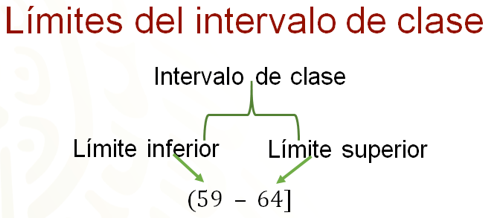 Límites del intervalo de clase
Intervalo de clase
Límite inferior Límite superior
(59 – 64]